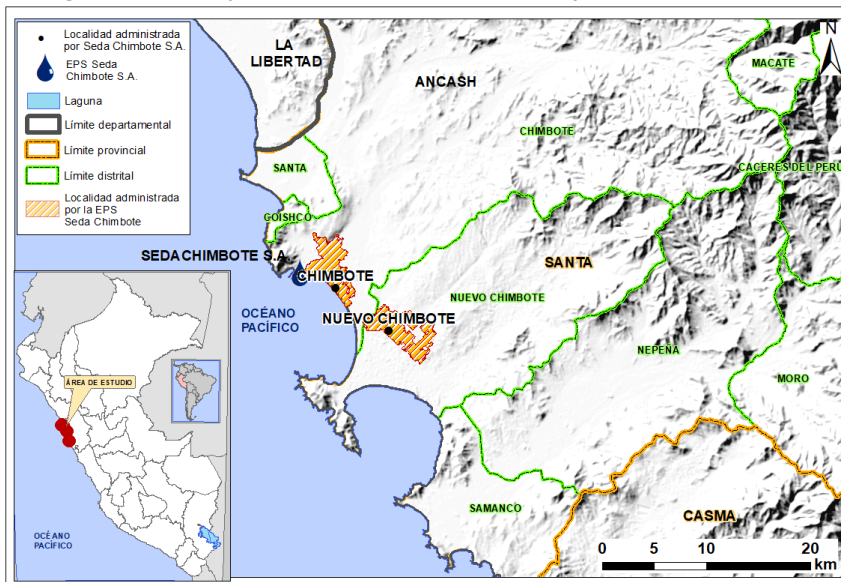 Localidad administrada
por Seda Chimbote S.A.
EPS Seda
Chimbote S.A.
Laguna
Límite departamental
Límite provincial
Límite distrital
Localidad administrada
por la EPS
Seda Chimbote
LA
LIBERTAD
ANCASH
N
MACATE
CHIMBOTE
CACERES DEL PERÚ
SANTA
GOISHCO
SEDACHIMBOTE S.A.
CHIMBOTE
SANTA
NUEVO CHIMBOTE
OCÉANO
PACÍFICO
NUEVO CHIMBOTE
NEPEÑA
MORO
ÁREA DE ESTUDIO
SAMANCO
CASMA
OCÉANO
PACÍFICO
0 5 10 20
km